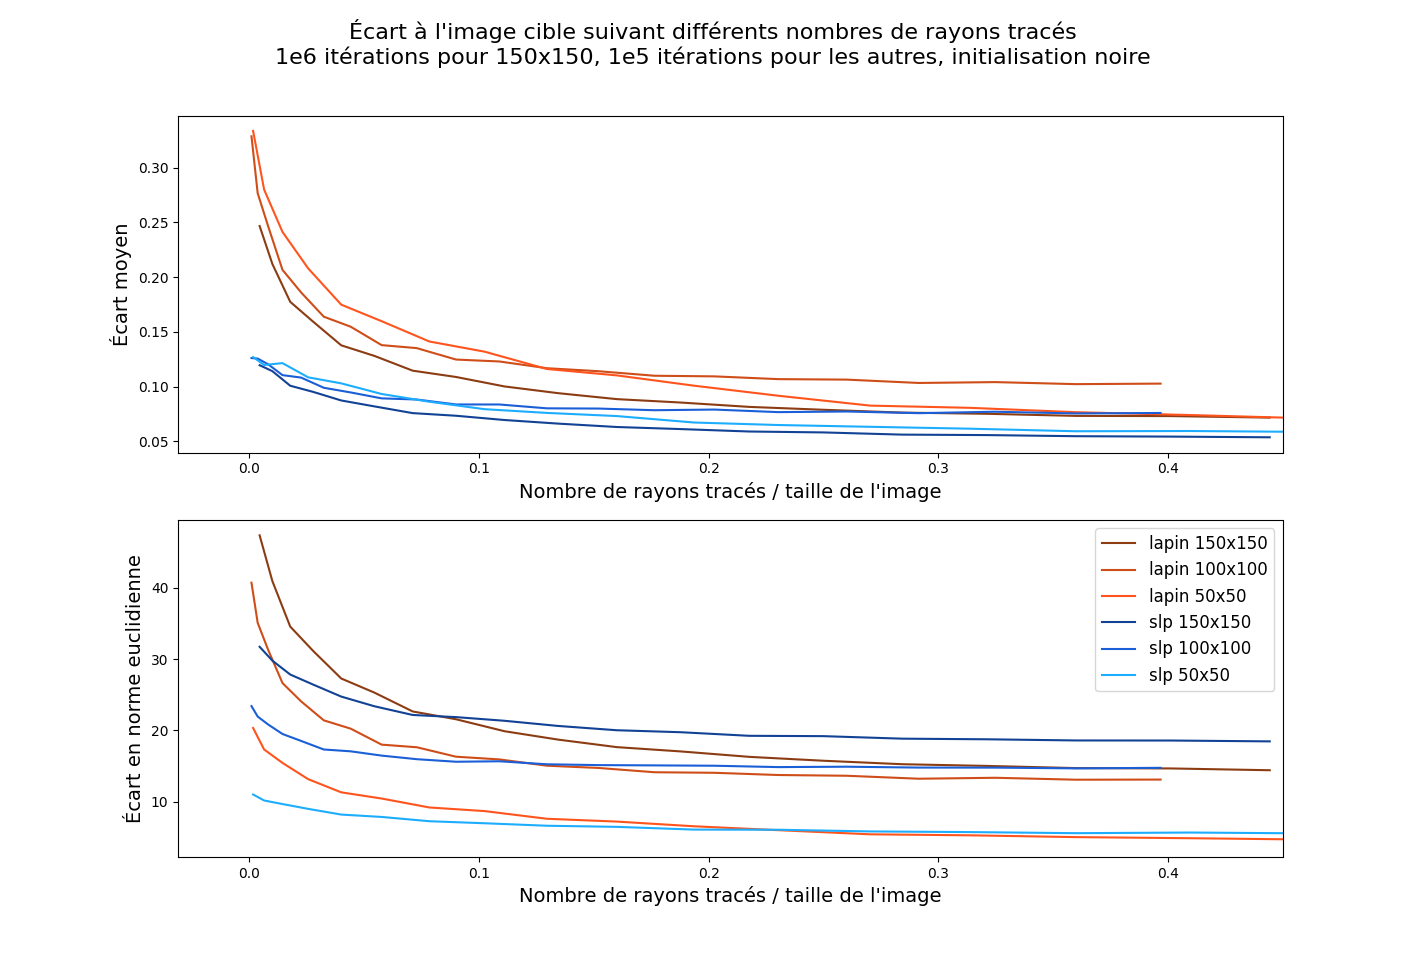 Écart à l'image cible suivant différents nombres de rayons tracés
1e6 itérations pour 150x150, 1e5 itérations pour les autres, initialisation noire
Écart moyen
0.30
0.25
0.20
0.15
0.10
0.05
0.0 0.1 0.2 0.3 0.4
Nombre de rayons tracés / taille de l'image
Écart en norme euclidienne
40
30
20
10
lapin 150x150
lapin 100x100
lapin 50x50
slp 150x150
slp 100x100
slp 50x50
0.0 0.1 0.2 0.3 0.4
Nombre de rayons tracés / taille de l'image